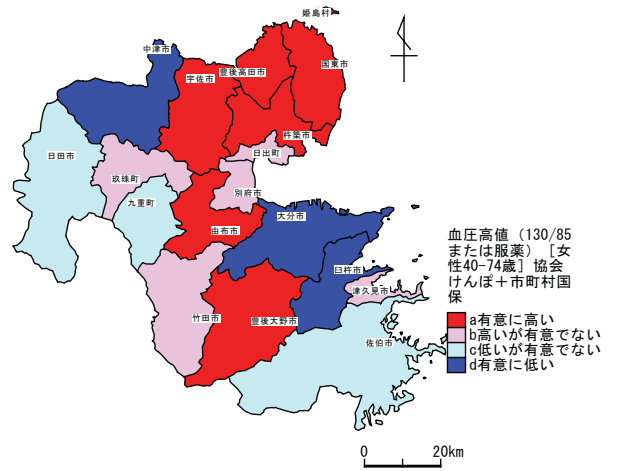 姫島村
中津市
国東市
豊後高田市
宇佐市
杵築市
日出町
日田市
玖珠町
別府市
九重町
大分市
由布市
血圧高値（130/85
または服薬）［女
性40-74歳］協会
けんぽ＋市町村国
保
臼杵市
津久見市
竹田市
豊後大野市
佐伯市
a有意に高い
b高いが有意でない
c低いが有意でない
d有意に低い
0
20km